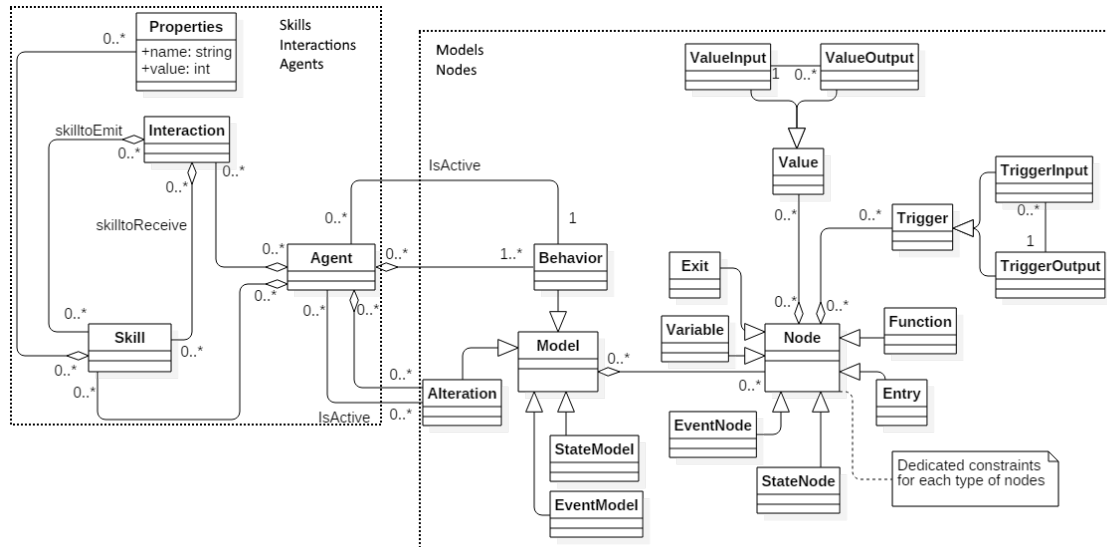 Properties
+name: string
+value: int
0..*
Skills
Interactions
Agents
Models
Nodes
ValueInput
ValueOutput
1
0..*
skilltoEmit
Interaction
0..*
0..*
0..*
IsActive
Value
TriggerInput
skilltoReceive
0..*
1
0..*
0..*
Trigger
0..*
1
0..*
Agent
0..*
1..*
Behavior
Exit
TriggerOutput
0..*
0..*
0..*
0..*
0..*
Variable
Node
Function
Skill
0..*
0..*
Model
0..*
0..*
0..*
0..*
Alteration
0..*
Entry
IsActive
EventNode
StateModel
StateNode
Dedicated constraints
for each type of nodes
EventModel